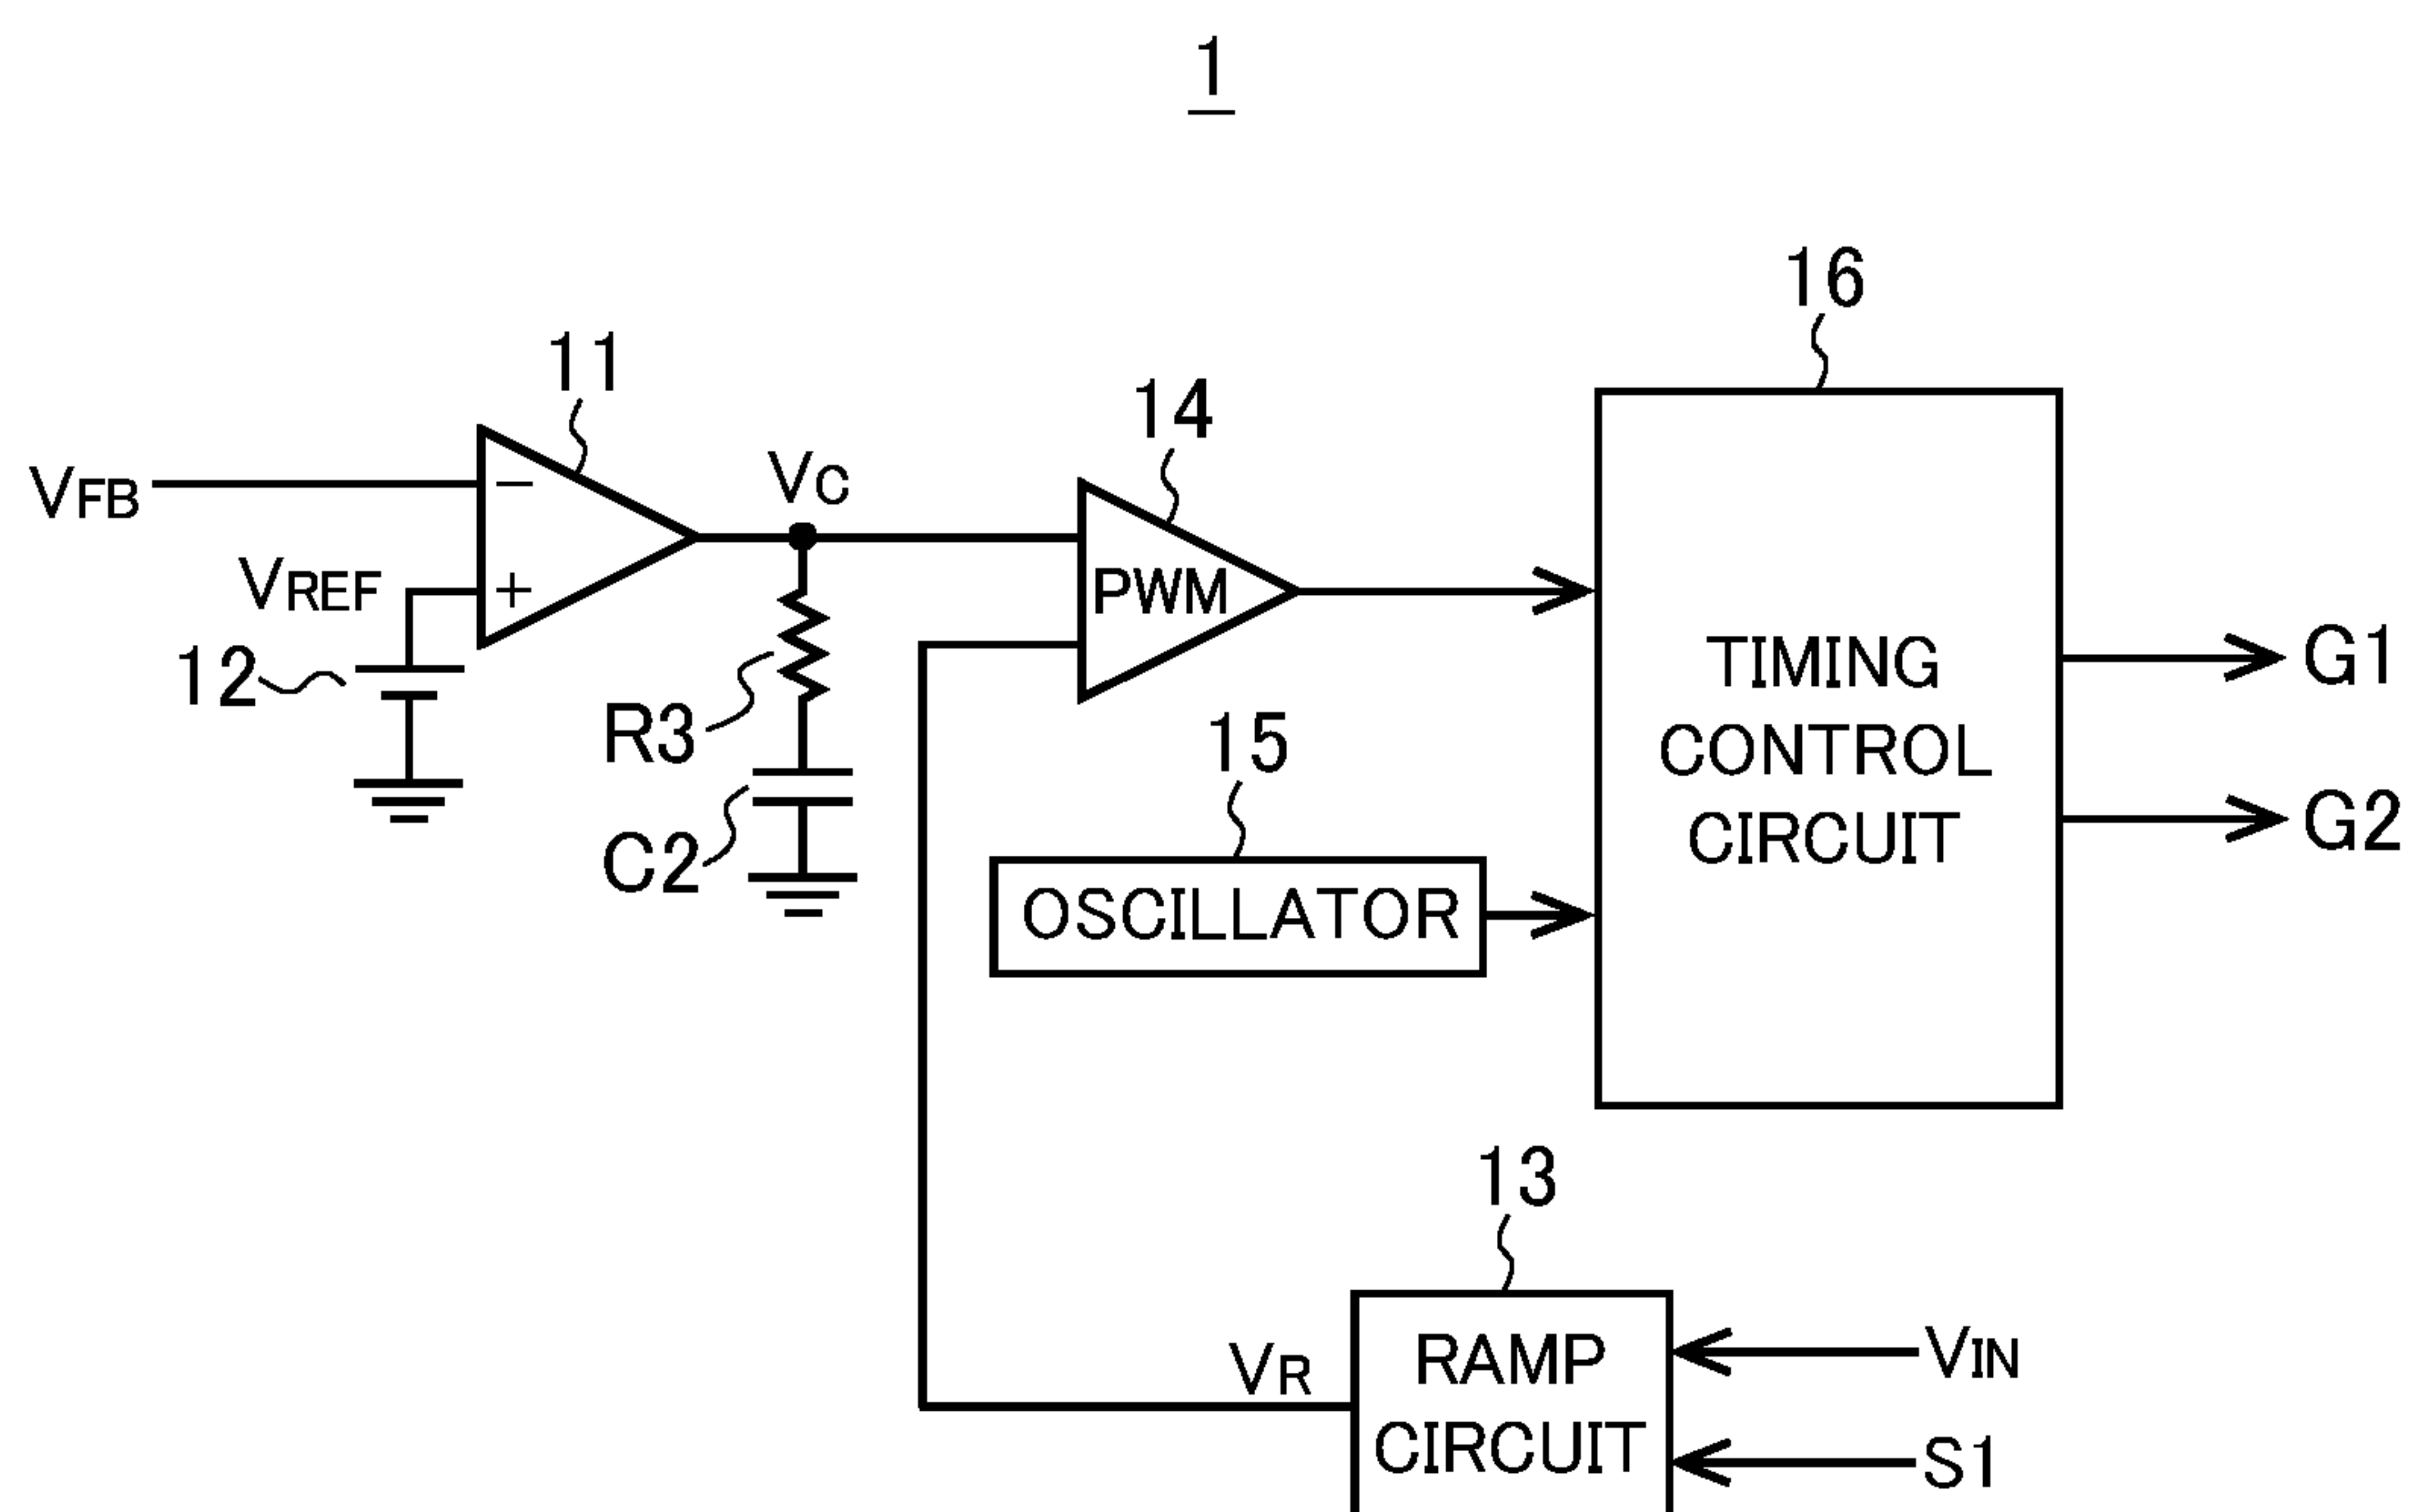 1
16
11
14
VFB
VC
−
PWM
VREF
+
12
R3
15
C2
OSCILLATOR
TIMING
CONTROL
CIRCUIT
G1
G2
13
VR
RAMP
CIRCUIT
VIN
S1